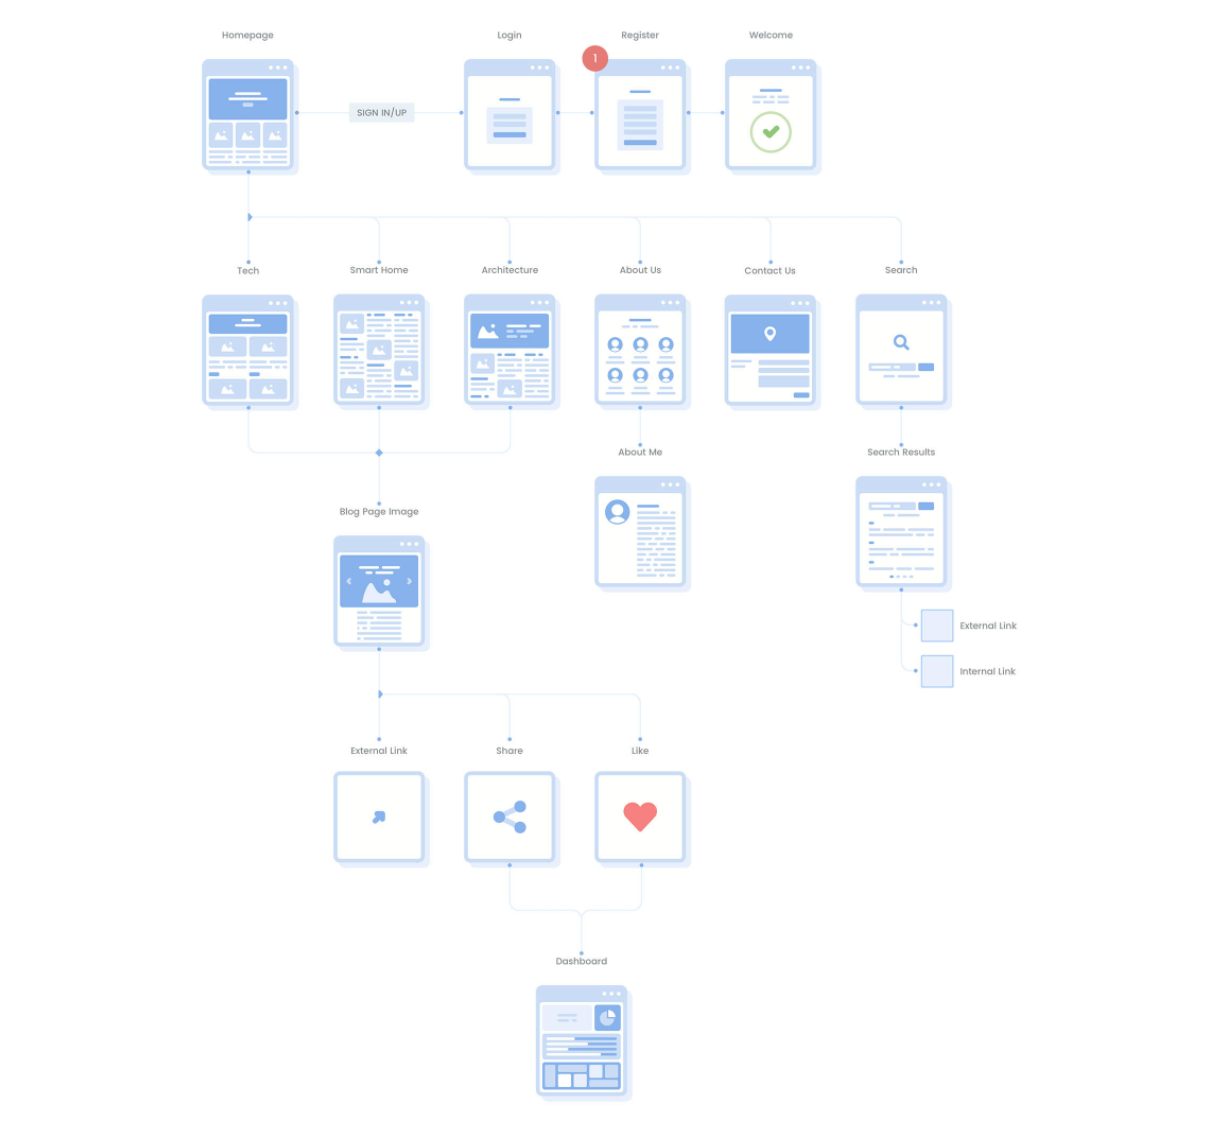 Homepage
Login
Register
Welcome
1
SIGN IN/UP
Tech
Smart Home
Architecture
About Us
Contact Us
Search
About Me
Search Results
Blog Page Image
External Link
Internal Link
External Link
Share
Like
Dashboard